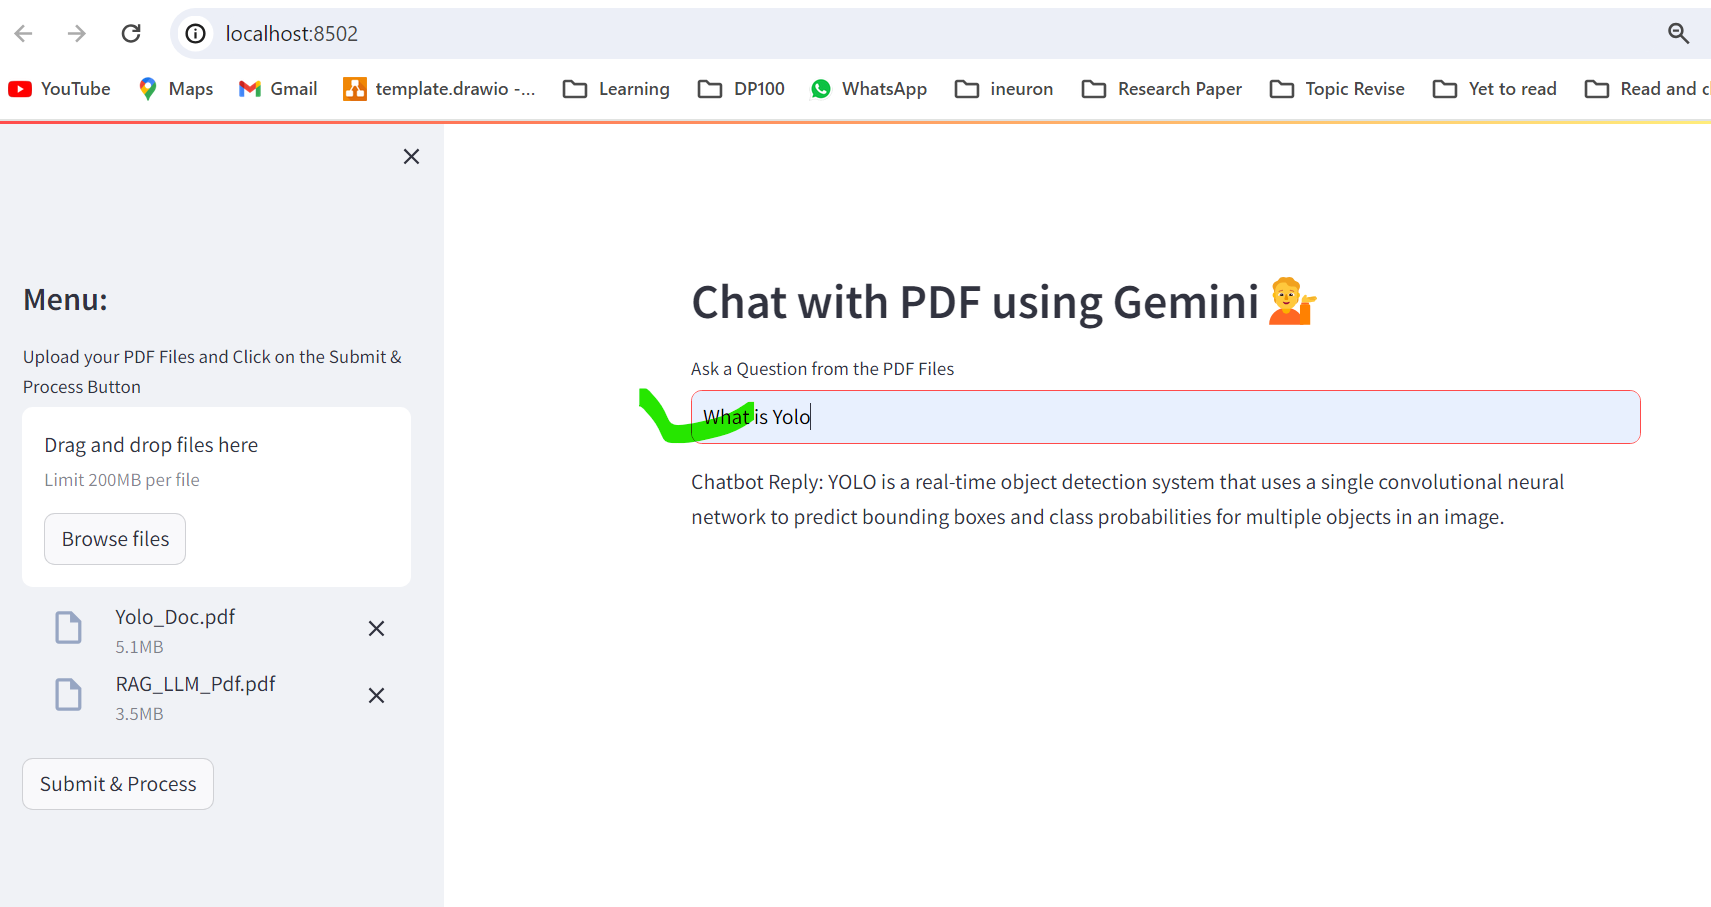 localhost:8502
YouTube Maps Gmail template.drawio -... Learning DP100 WhatsApp ineuron Research Paper Topic Revise Yet to read Read and
Menu:
Upload your PDF Files and Click on the Submit &
Process Button
Drag and drop files here
Limit 200MB per file
Browse files
Yolo_Doc.pdf
5.1MB
RAG_LLM_Pdf.pdf
3.5MB
Submit & Process
Chat with PDF using Gemini
Ask a Question from the PDF Files
What is Yolo
Chatbot Reply: YOLO is a real-time object detection system that uses a single convolutional neural
network to predict bounding boxes and class probabilities for multiple objects in an image.